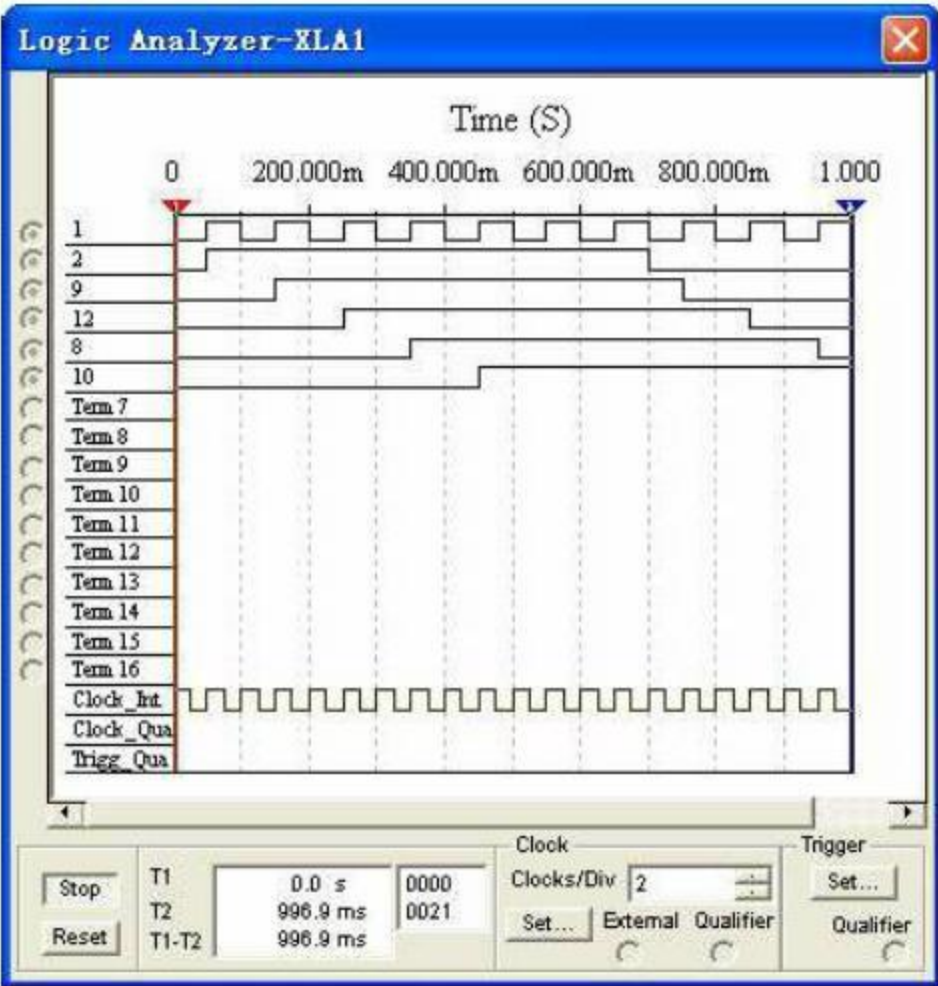 Logic Analyzer-XLA1
Time (S)
0 200.000m 400.000m 600.000m 800.000m 1.000
1
2
9
12
8
10
Term 7
Term 8
Term 9
Term 10
Term 11
Term 12
Term 13
Term 14
Term 15
Term 16
Clock_Int
Clock_Qua
Trigg_Qua
Stop
Reset
T1 0.0 s 0000
T2 996.9 ms 0021
T1-T2 996.9 ms
Clock
Clocks/Div 2
Set... External Qualifier
Trigger
Set...
Qualifier